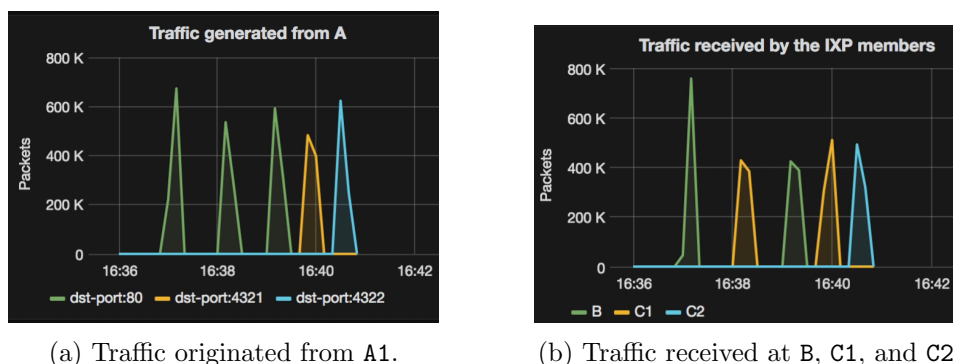 Traffic generated from A
800 K
600 K
400 K
200 K
0
Packets
16:36 16:38 16:40 16:42
dst-port:80 dst-port:4321 dst-port:4322
(a) Traffic originated from A1.
Traffic received by the IXP members
800 K
600 K
400 K
200 K
0
Packets
16:36 16:38 16:40 16:42
B C1 C2
(b) Traffic received at B, C1, and C2